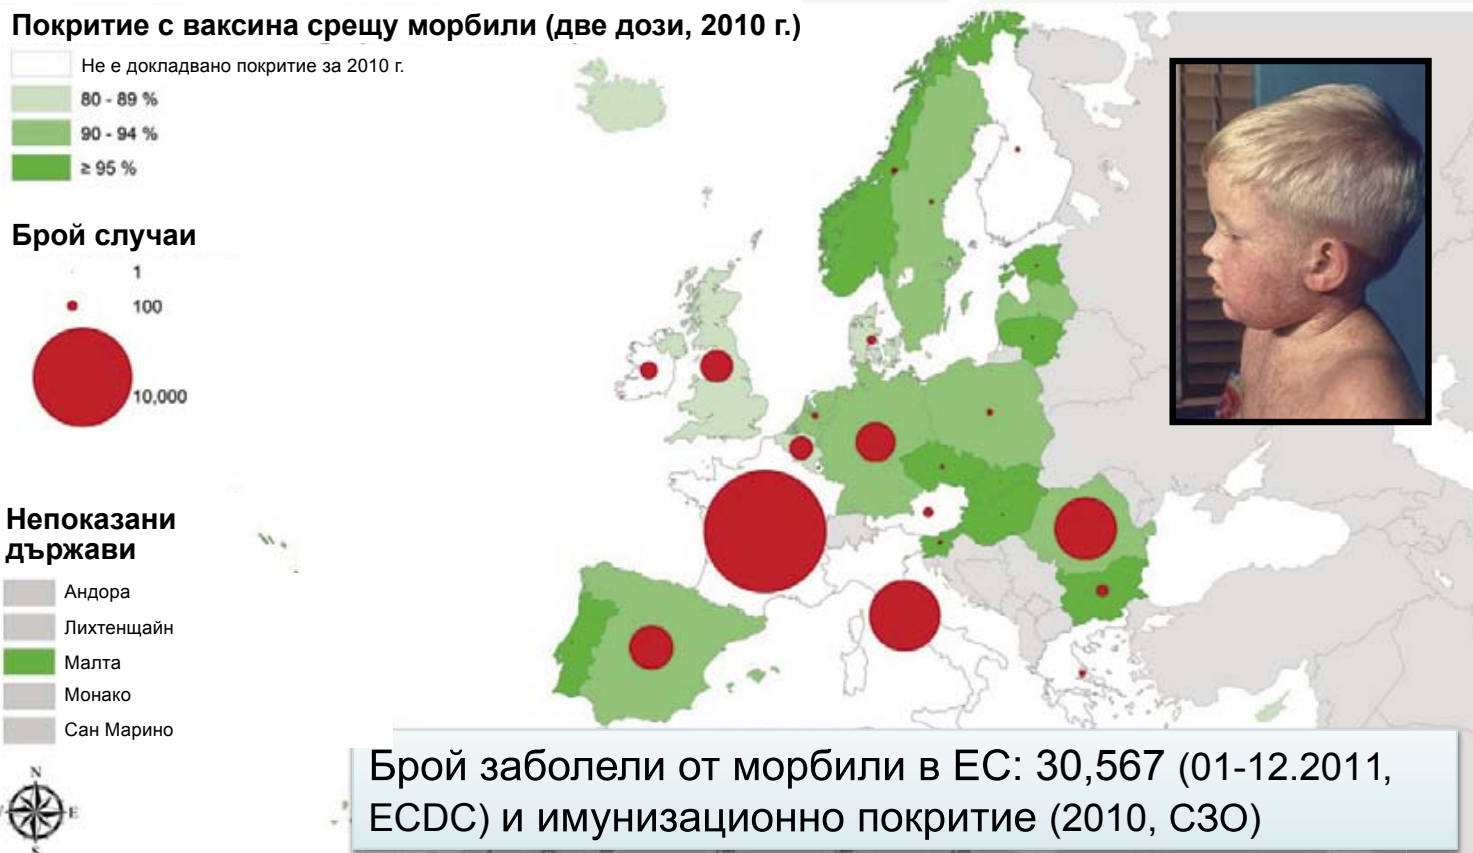 Покритие с ваксина срещу морбили (две дози, 2010 г.)
Не е докладвано покритие за 2010 г.
80 - 89 %
90 - 94 %
≥ 95 %
Брой случаи
1
100
10,000
Непоказани
държави
Андора
Лихтенщайн
Малта
Монако
Сан Марино
N
E
S
Брой заболели от морбили в ЕС: 30,567 (01-12.2011,
ECDC) и имунизационно покритие (2010, СЗО)